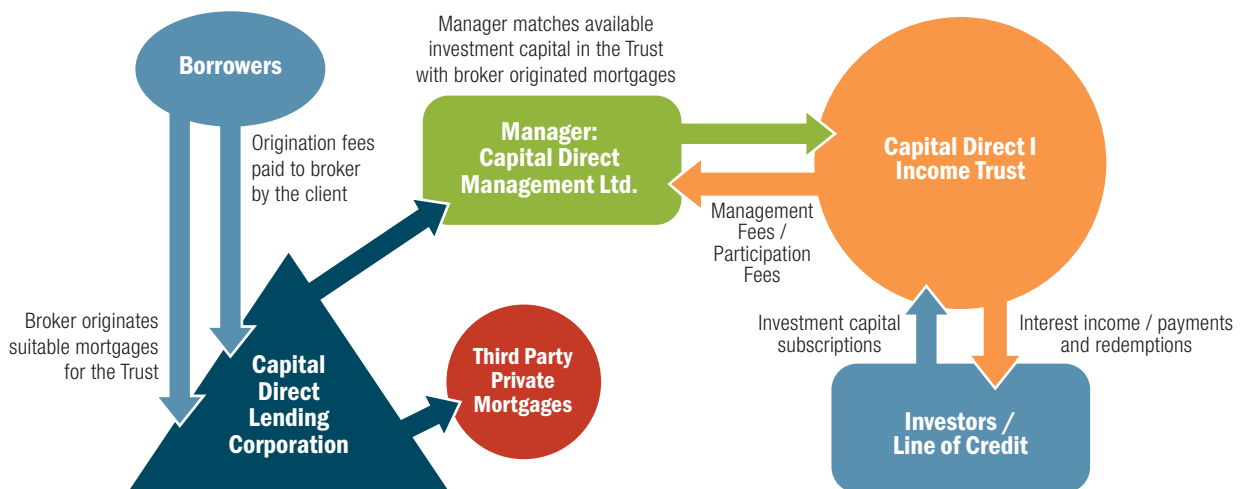 Borrowers
Manager matches available
investment capital in the Trust
with broker originated mortgages
Origination fees
paid to broker
by the client
Manager:
Capital Direct
Management Ltd.
Capital Direct I
Income Trust
Management
Fees /
Participation
Fees
Broker originates
suitable mortgages
for the Trust
Capital
Direct
Lending
Corporation
Third Party
Private
Mortgages
Investment capital
subscriptions
Interest income / payments
and redemptions
Investors /
Line of Credit